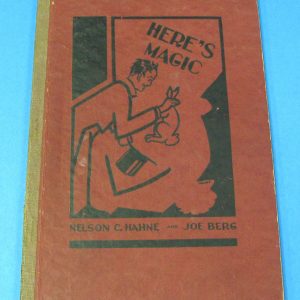 HERE'S
MAGIC
NELSON C. HAHNE AND JOE BERG